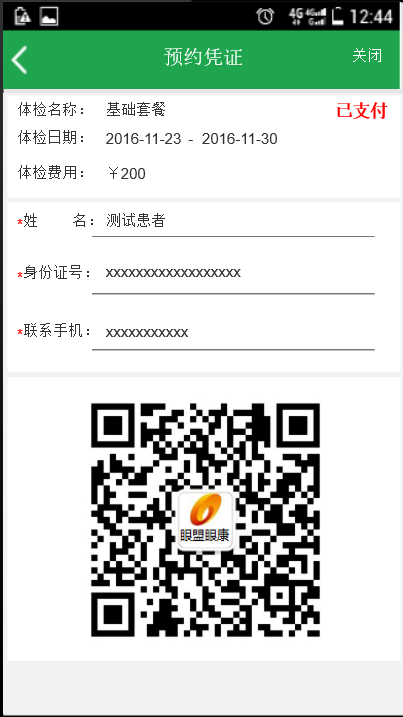 4G 4G 12:44
预约凭证 关闭
体检名称： 基础套餐 已支付
体检日期： 2016-11-23 - 2016-11-30
体检费用： ￥200
*姓 名： 测试患者
*身份证号： xxxxxxxxxxxxxxxxxx
*联系手机： xxxxxxxxxxx
眼盟眼康